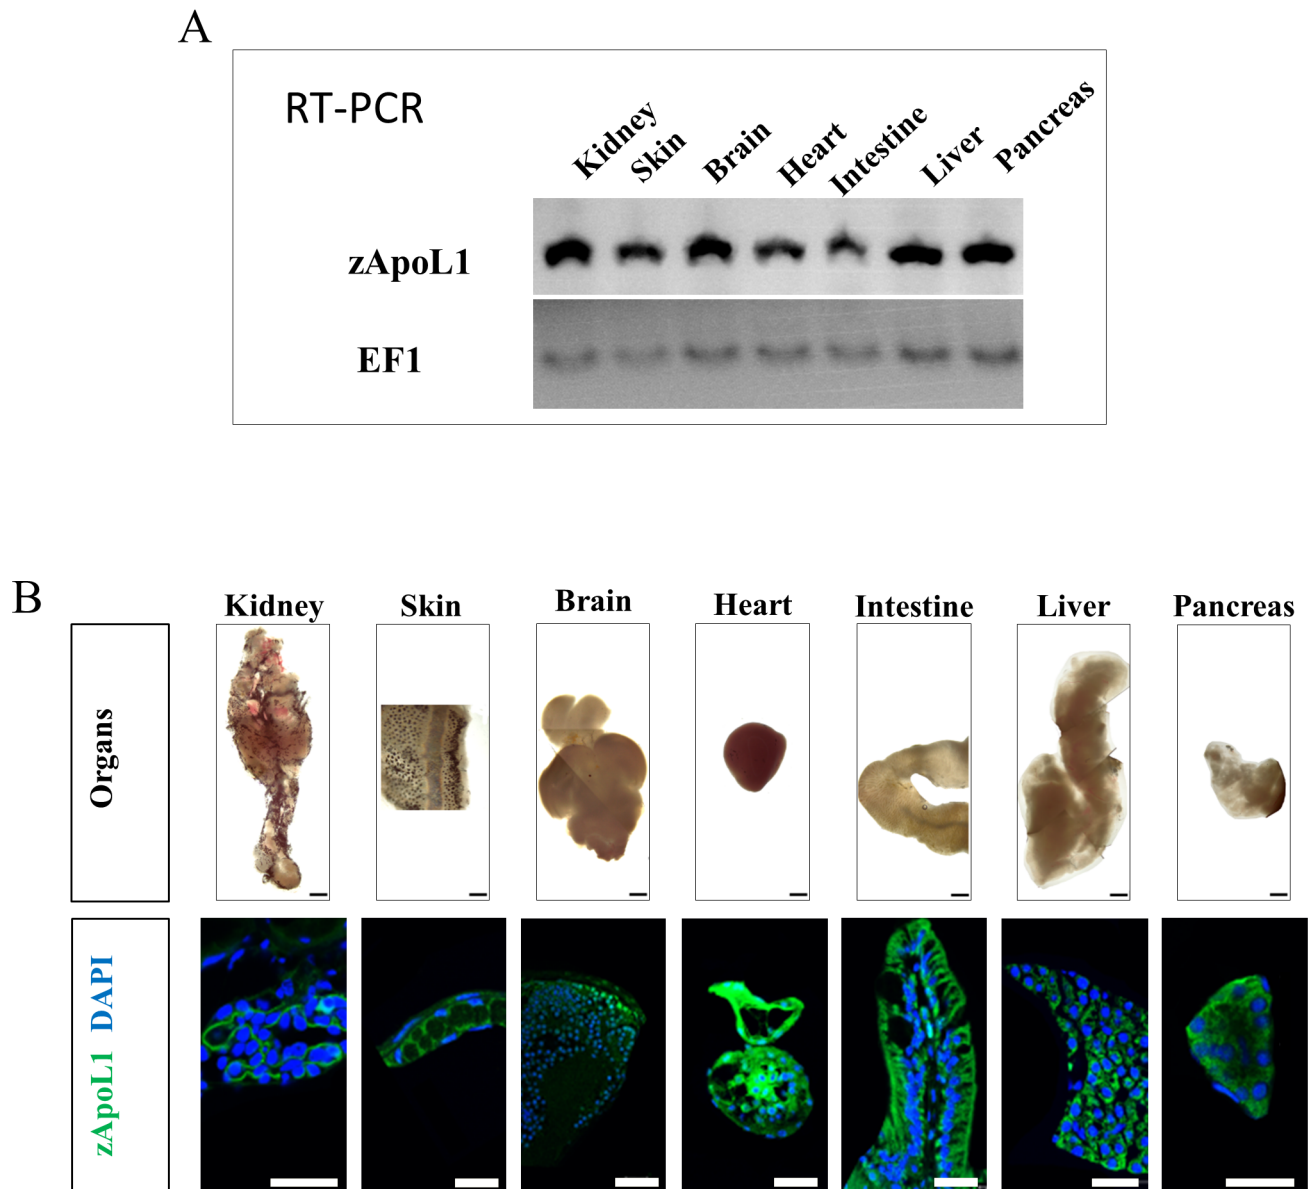 A
RT-PCR
Kidney
Skin
Brain
Heart
Intestine
Liver
Pancreas
zApoL1
EF1
B
Kidney Skin Brain Heart Intestine Liver Pancreas
Organs
zApoL1 DAPI